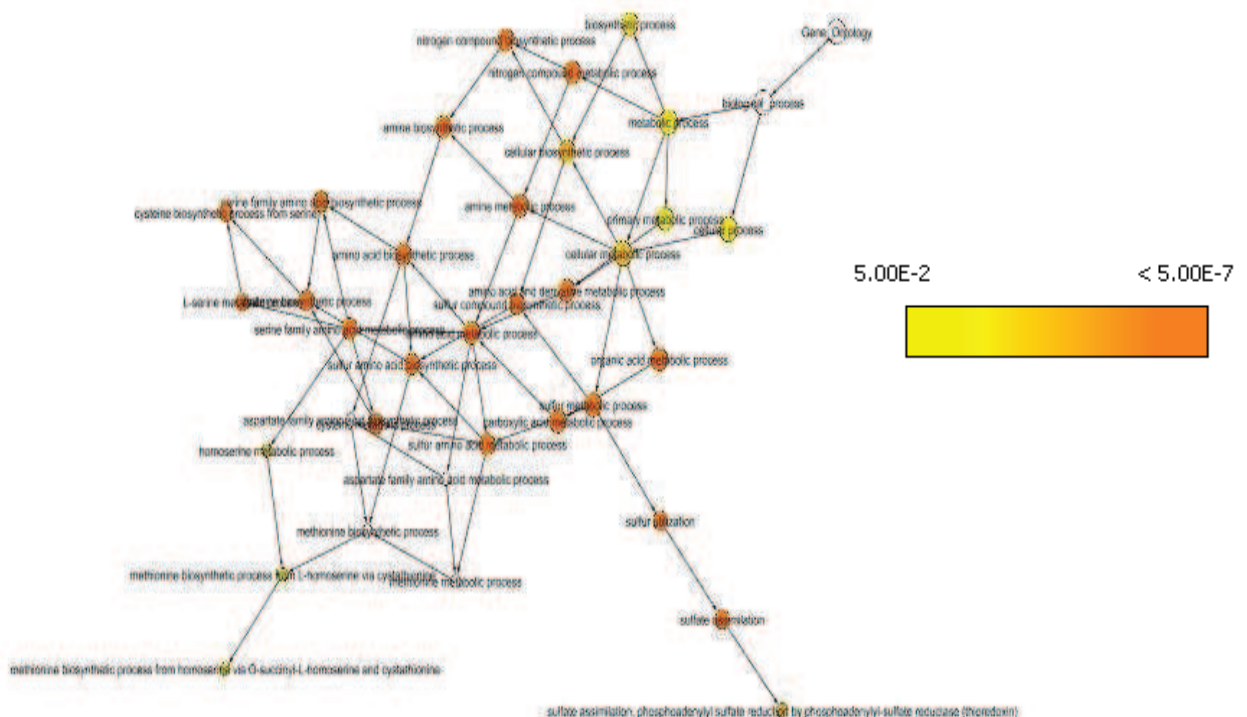 biosynthetic process
Gene_Ontology
nitrogen compound biosynthetic process
nitrogen compound metabolic process
biological_process
metabolic process
amine biosynthetic process
cellular biosynthetic process
serine family amino acid biosynthetic process
cysteine biosynthetic process from serine
amine metabolic process
primary metabolic process
cellular process
amino acid biosynthetic process
cellular metabolic process
5.00E-2
< 5.00E-7
amino acid and derivative metabolic process
L-serine metabolic
biosynthetic process
sulfur compound biosynthetic process
serine family amino acid metabolic process
amino acid metabolic process
sulfur amino acid biosynthetic process
organic acid metabolic process
sulfur metabolic process
aspartate family amino acid biosynthetic process
process
carboxylic acid metabolic process
homoserine metabolic process
sulfur amino acid metabolic process
aspartate family amino acid metabolic process
sulfur utilization
methionine biosynthetic process
methionine biosynthetic process from L-homoserine via cystathionine
methionine metabolic process
sulfate assimilation
methionine biosynthetic process from homoserine via O-succinyl-L-homoserine and cystathionine
sulfate assimilation, phosphoadenylyl sulfate reduction by phosphoadenylyl-sulfate reductase (thioredoxin)